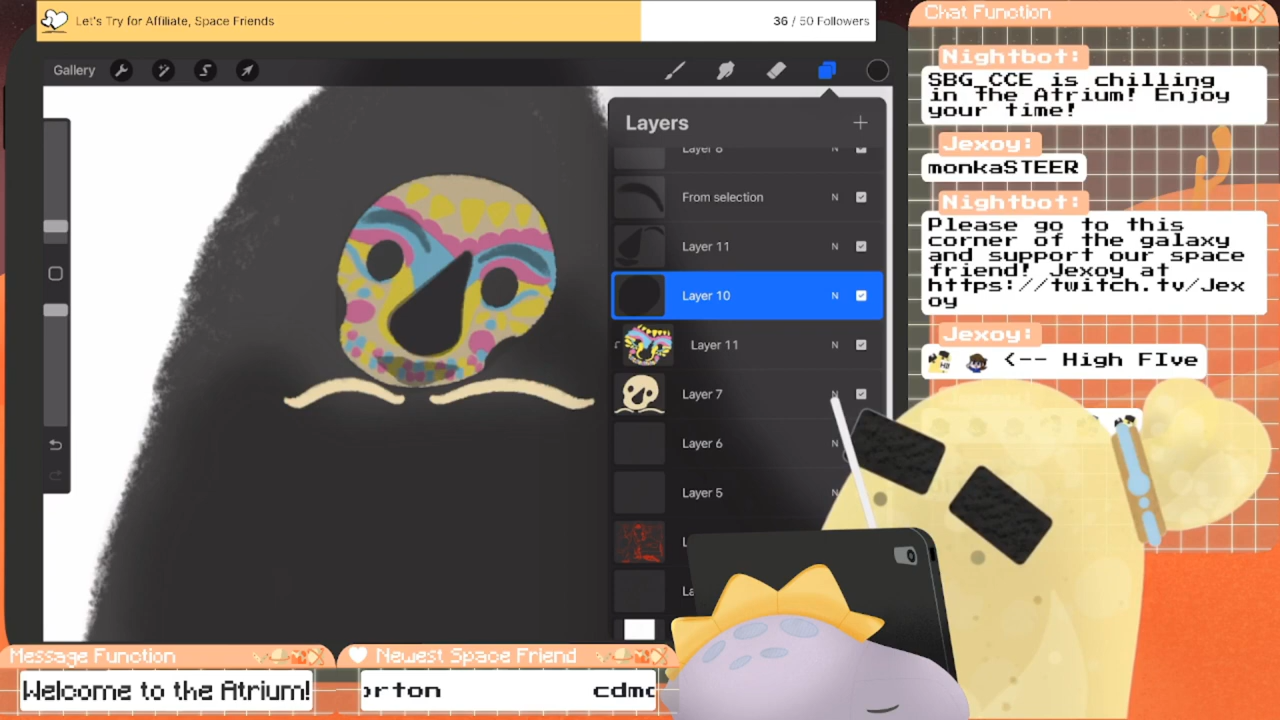 Let's Try for Affiliate, Space Friends
36 / 50 Followers
Gallery
Layers
Layer 8
N
From selection
N
Layer 11
N
Layer 10
N
Layer 11
N
Layer 7
N
Layer 6
N
Layer 5
N
Chat Function
Nightbot:
SBG_CCE is chilling
in The Atrium! Enjoy
your time!
Jexoy:
monkaSTEER
Nightbot:
Please go to this
corner of the galaxy
and support our space
friend! Jexoy at
https://twitch.tv/Jex
oy
Jexoy:
<-- High FIve
Message Function
Welcome to the Atrium!
Newest Space Friend
orton cdmc